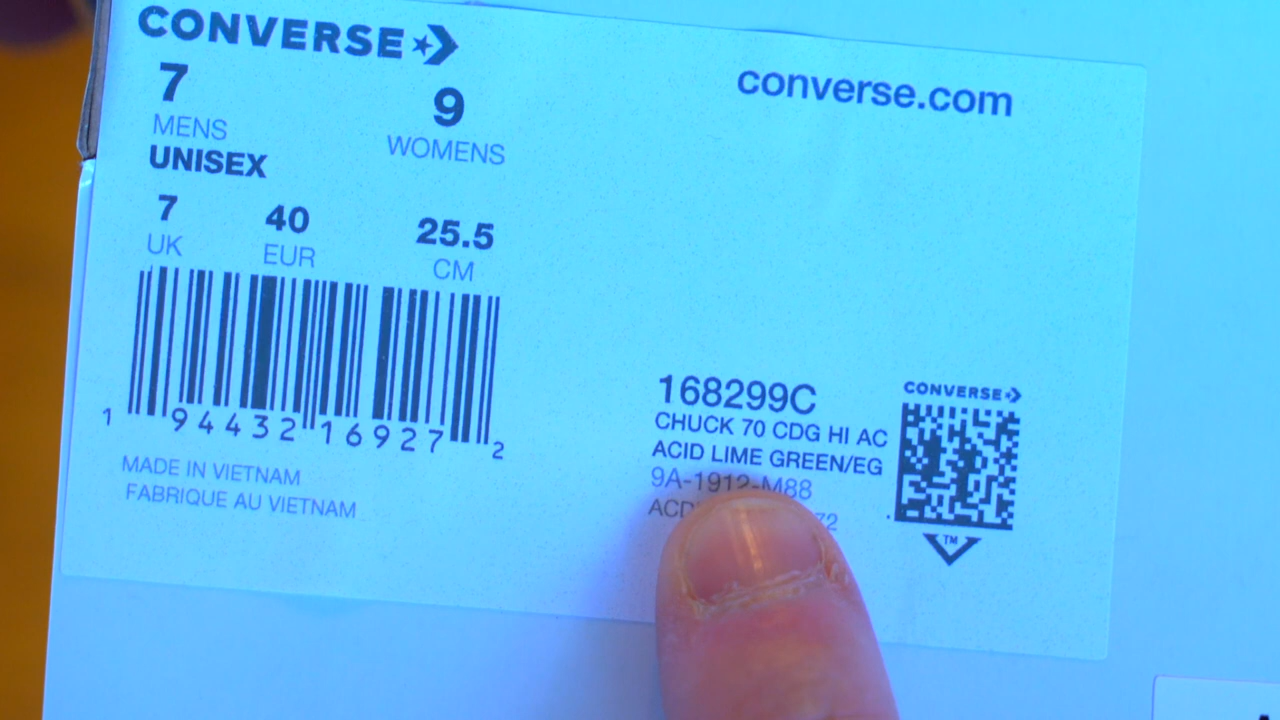 CONVERSE
converse.com
7
MENS
UNISEX
9
WOMENS
7
UK
40
EUR
25.5
CM
1 94432 16927 2
MADE IN VIETNAM
FABRIQUE AU VIETNAM
168299C
CHUCK 70 CDG HI AC
ACID LIME GREEN/EG
9A-1912-M88
CONVERSE
TM